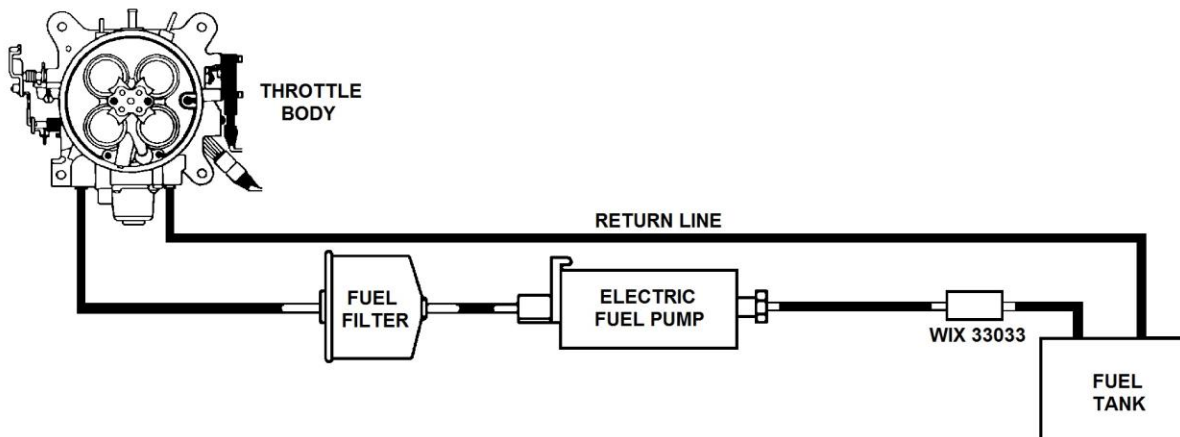 THROTTLE
BODY
RETURN LINE
FUEL
FILTER
ELECTRIC
FUEL PUMP
WIX 33033
FUEL
TANK